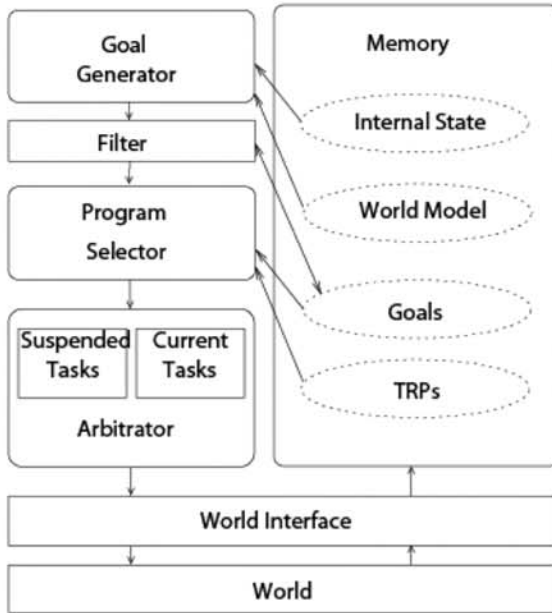 Goal
Generator
Filter
Program
Selector
Suspended
Tasks
Current
Tasks
Arbitrator
Memory
Internal State
World Model
Goals
TRPs
World Interface
World